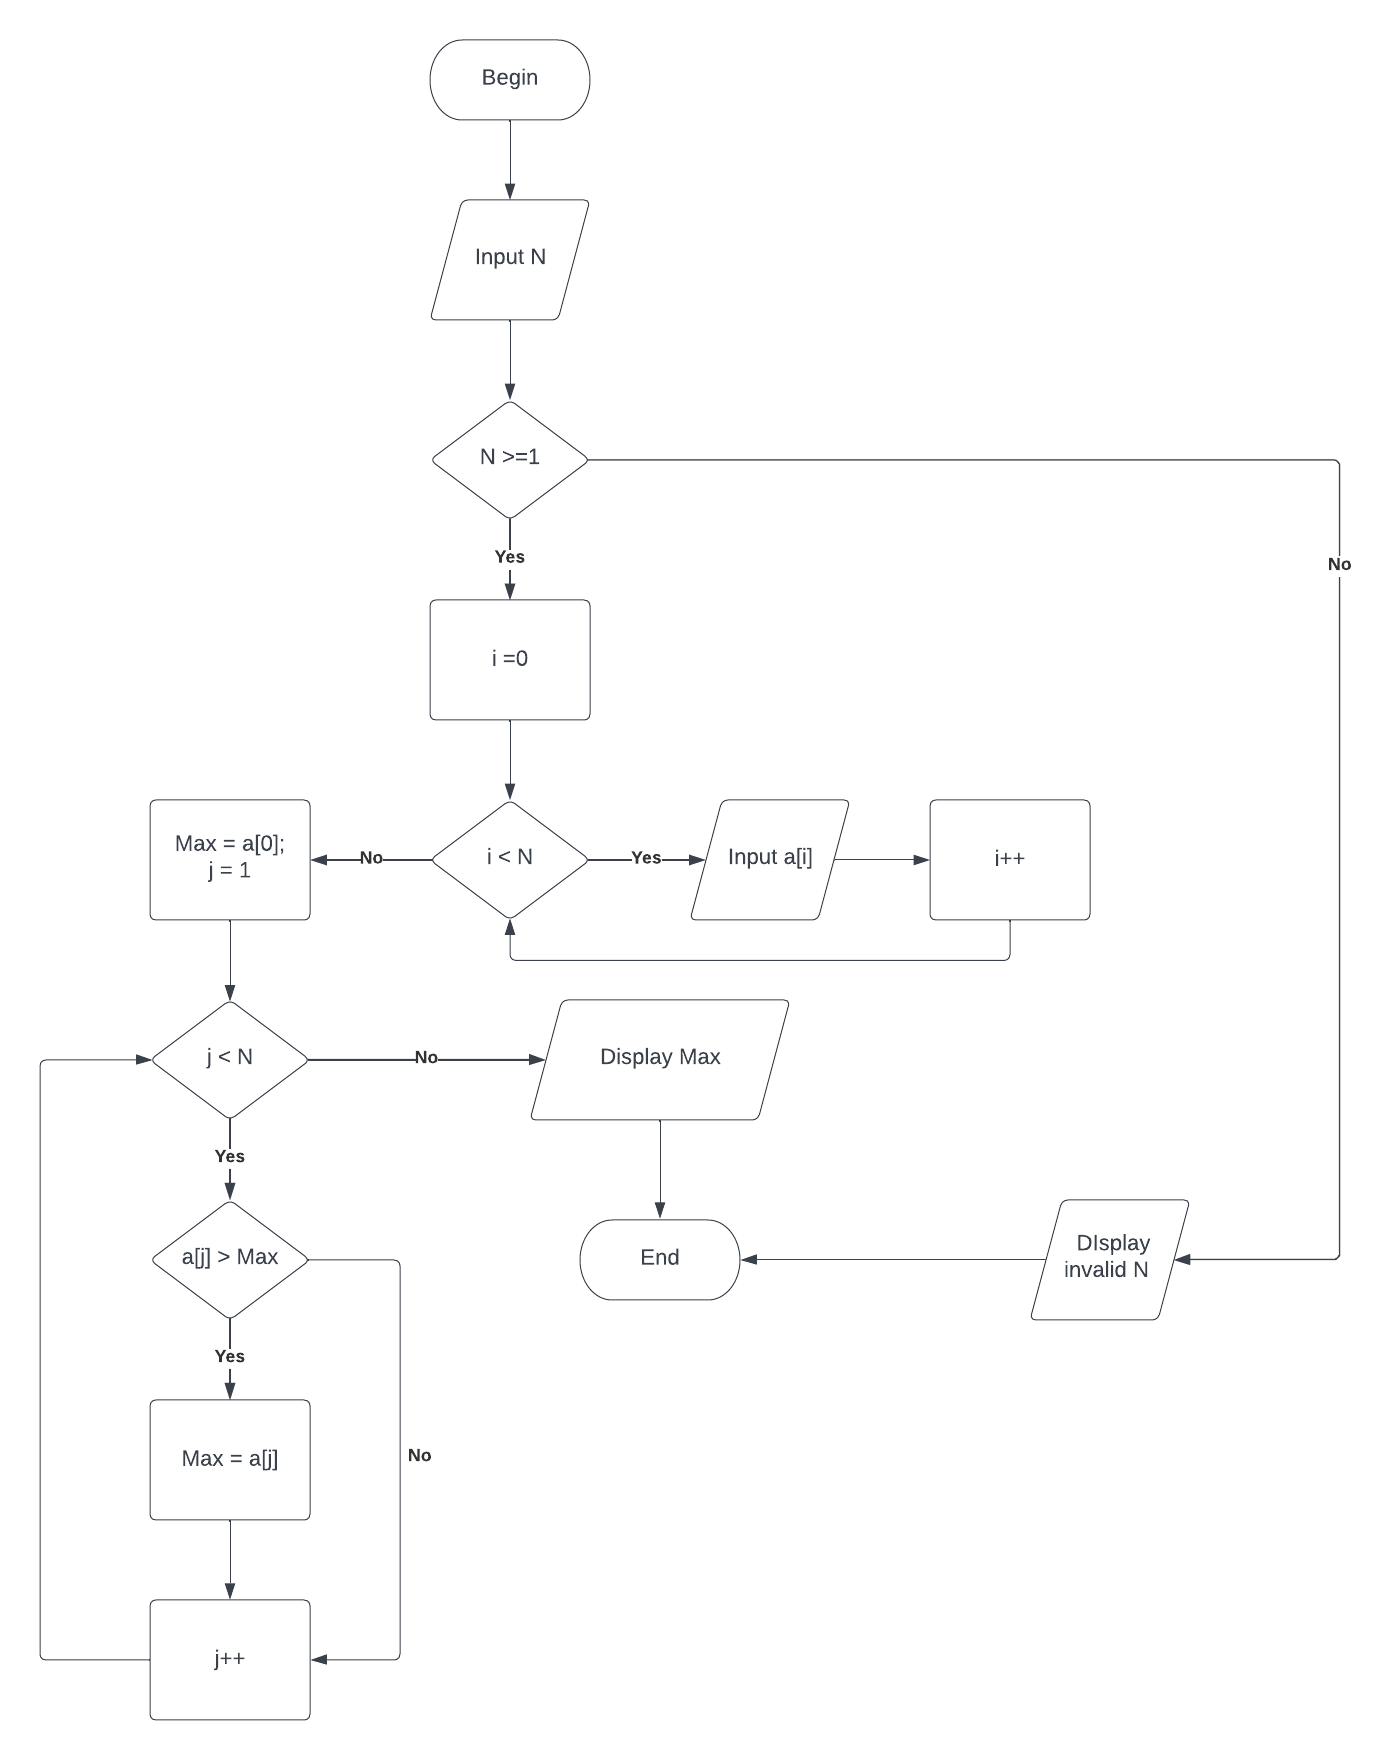 Begin
Input N
N >=1
Yes
No
i =0
Max = a[0];
j = 1
No
i < N
Yes
Input a[i]
i++
j < N
No
Display Max
Yes
a[j] > Max
End
DIsplay
invalid N
Yes
Max = a[j]
No
j++